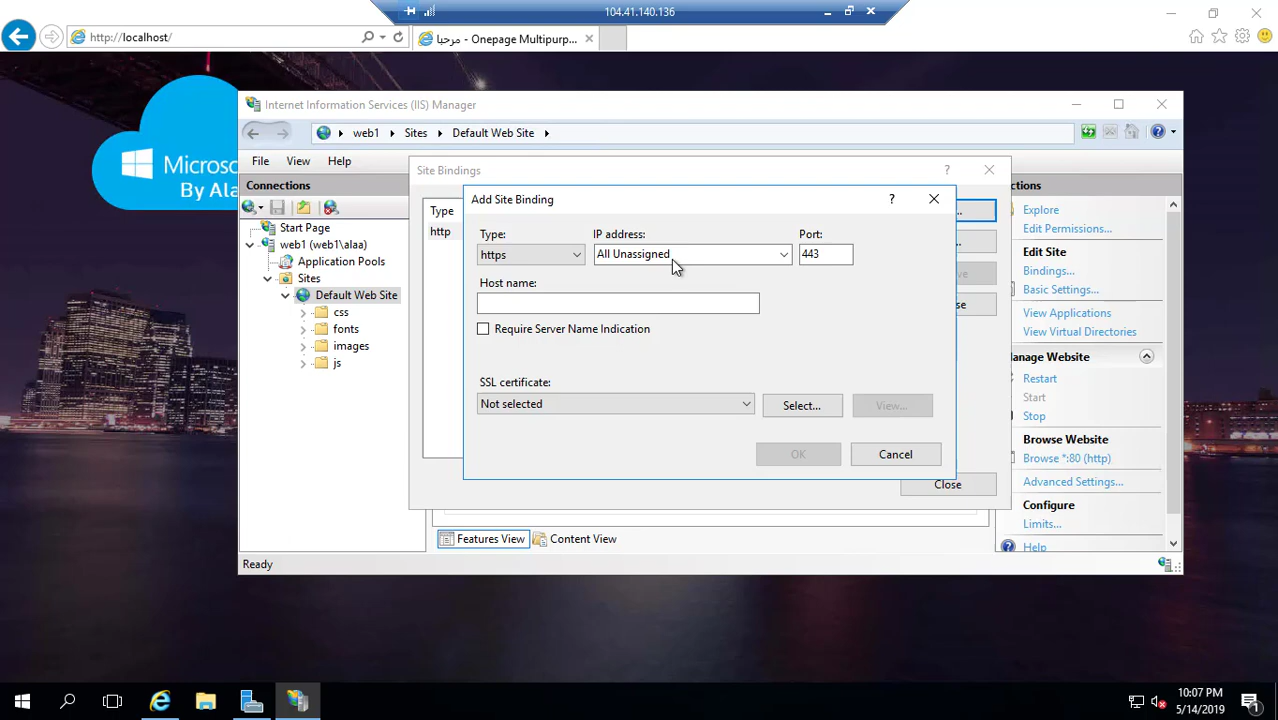 104.41.140.136
http://localhost/
مرحبا - Onepage Multipurp...
Microsoft
By Ala
Internet Information Services (IIS) Manager
web1
Sites
Default Web Site
File
View
Help
Connections
Start Page
web1 (web1\alaa)
Application Pools
Sites
Default Web Site
css
fonts
images
js
Site Bindings
Type
http
Add Site Binding
Type:
IP address:
Port:
https
All Unassigned
443
Host name:
Require Server Name Indication
SSL certificate:
Not selected
Select...
View...
OK
Cancel
Close
Features View
Content View
Ready
Explore
Edit Permissions...
Edit Site
Bindings...
Basic Settings...
View Applications
View Virtual Directories
Manage Website
Restart
Start
Stop
Browse Website
Browse *:80 (http)
Advanced Settings...
Configure
Limits...
Help
10:07 PM
5/14/2019
1